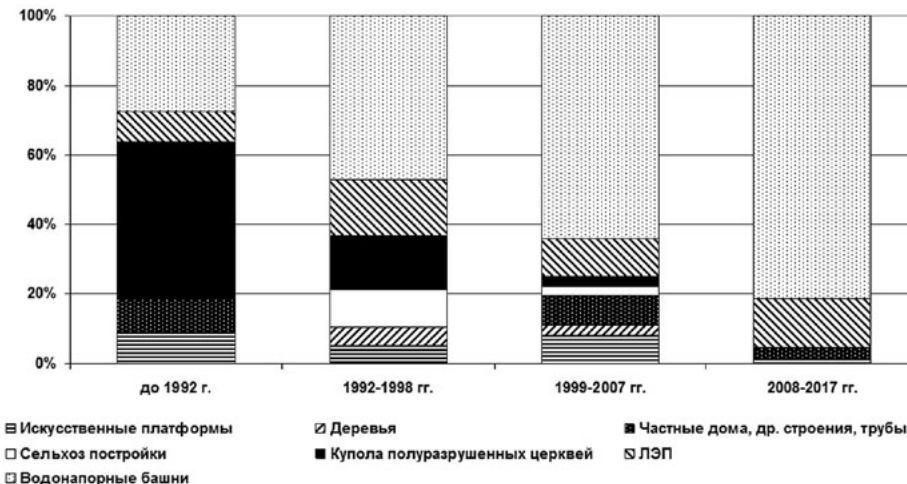 100%
80%
60%
40%
20%
0%
до 1992 г. 1992-1998 гг. 1999-2007 гг. 2008-2017 гг.
Искусственные платформы Деревья Частные дома, др. строения, трубы
Сельхоз постройки Купола полуразрушенных церквей ЛЭП
Водонапорные башни